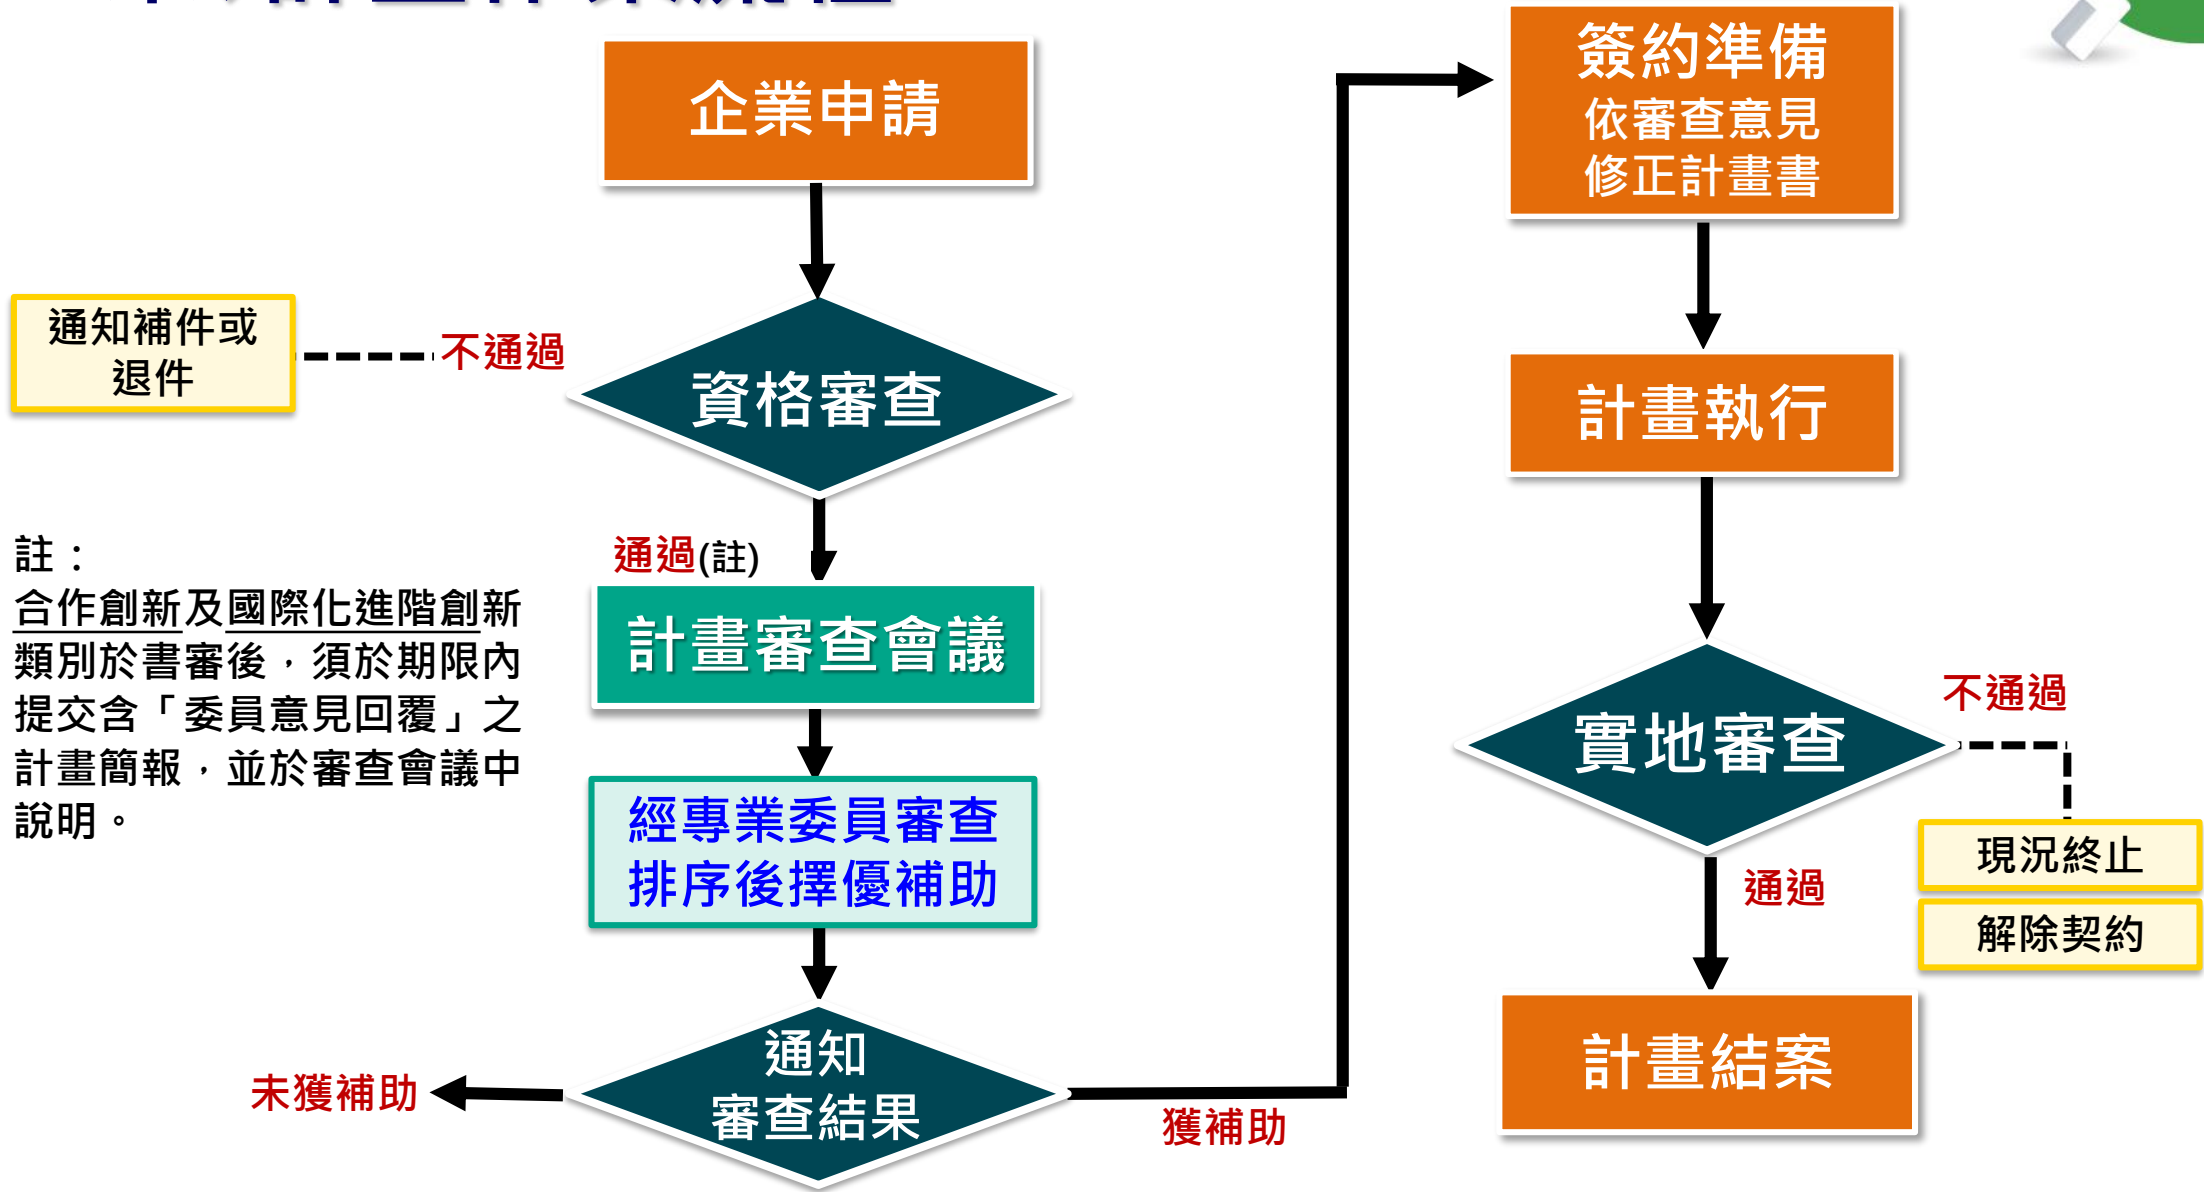 企業申請
通知補件或
退件
不通過
資格審查
通過(註)
註：
合作創新及國際化進階創新
類別於書審後，須於期限內
提交含「委員意見回覆」之
計畫簡報，並於審查會議中
說明。
計畫審查會議
經專業委員審查
排序後擇優補助
通知
審查結果
未獲補助
獲補助
簽約準備
依審查意見
修正計畫書
計畫執行
實地審查
不通過
現況終止
解除契約
通過
計畫結案